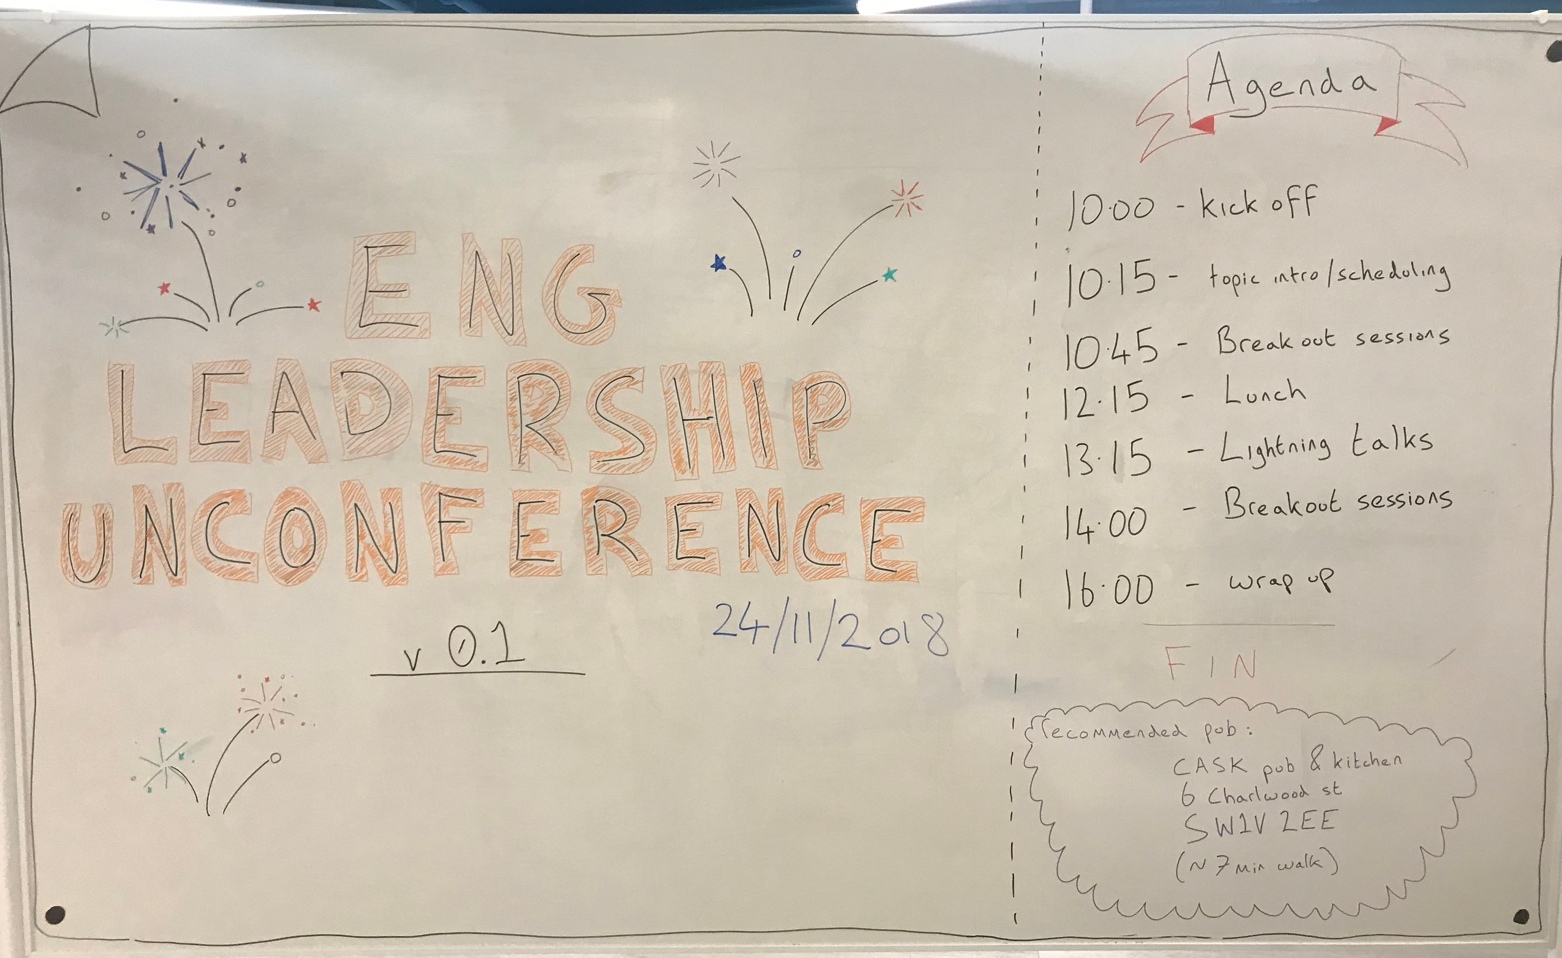 ENG
LEADERSHIP
UNCONFERENCE
v 0.1
24/11/2018
Agenda
10:00 - kick off
10:15 - topic intro/scheduling
10:45 - Breakout sessions
12:15 - Lunch
13:15 - Lightning talks
14:00 - Breakout sessions
16:00 - wrap up
FIN
recommended pub:
CASK pub & kitchen
6 Charlwood st
SW1V 2EE
(~ 7 min walk)